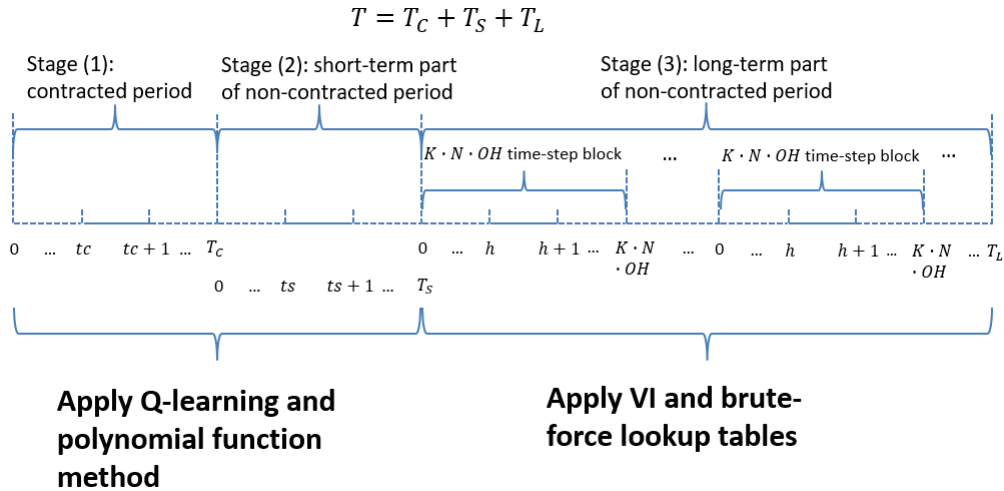 T = T_C + T_S + T_L
Stage (1):
contracted period
Stage (2): short-term part
of non-contracted period
Stage (3): long-term part
of non-contracted period
K · N · OH time-step block
...
K · N · OH time-step block
...
0 ... tc tc + 1 ... T_C
0 ... h h + 1 ... K · N
· OH
...
0 ... h h + 1 ... K · N
· OH
... T_L
0 ... ts ts + 1 ... T_S
Apply Q-learning and
polynomial function
method
Apply VI and brute-
force lookup tables